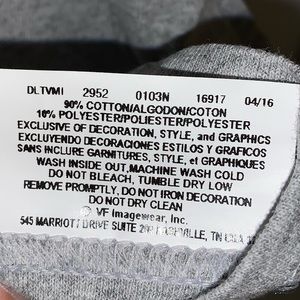 DLTVMI 2952 0103N 16917 04/16
90% COTTON/ALGODON/COTON
10% POLYESTER/POLIESTER/POLYESTER
EXCLUSIVE OF DECORATION, STYLE, and GRAPHICS
EXCLUYENDO DECORACIONES ESTILOS Y GRAFICOS
SANS INCLURE GARNITURES, STYLE, et GRAPHIQUES
WASH INSIDE OUT, MACHINE WASH COLD
DO NOT BLEACH, TUMBLE DRY LOW
REMOVE PROMPTLY, DO NOT IRON DECORATION
DO NOT DRY CLEAN
© VF Imagewear, Inc.
545 MARRIOTT DRIVE SUITE NASHVILLE, TN USA